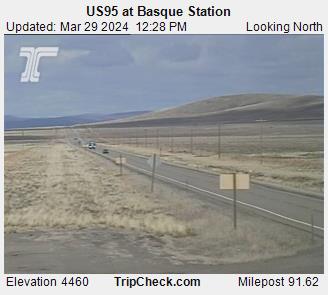 US95 at Basque Station
Updated: Mar 29 2024 12:28 PM Looking North
Elevation 4460 TripCheck.com Milepost 91.62